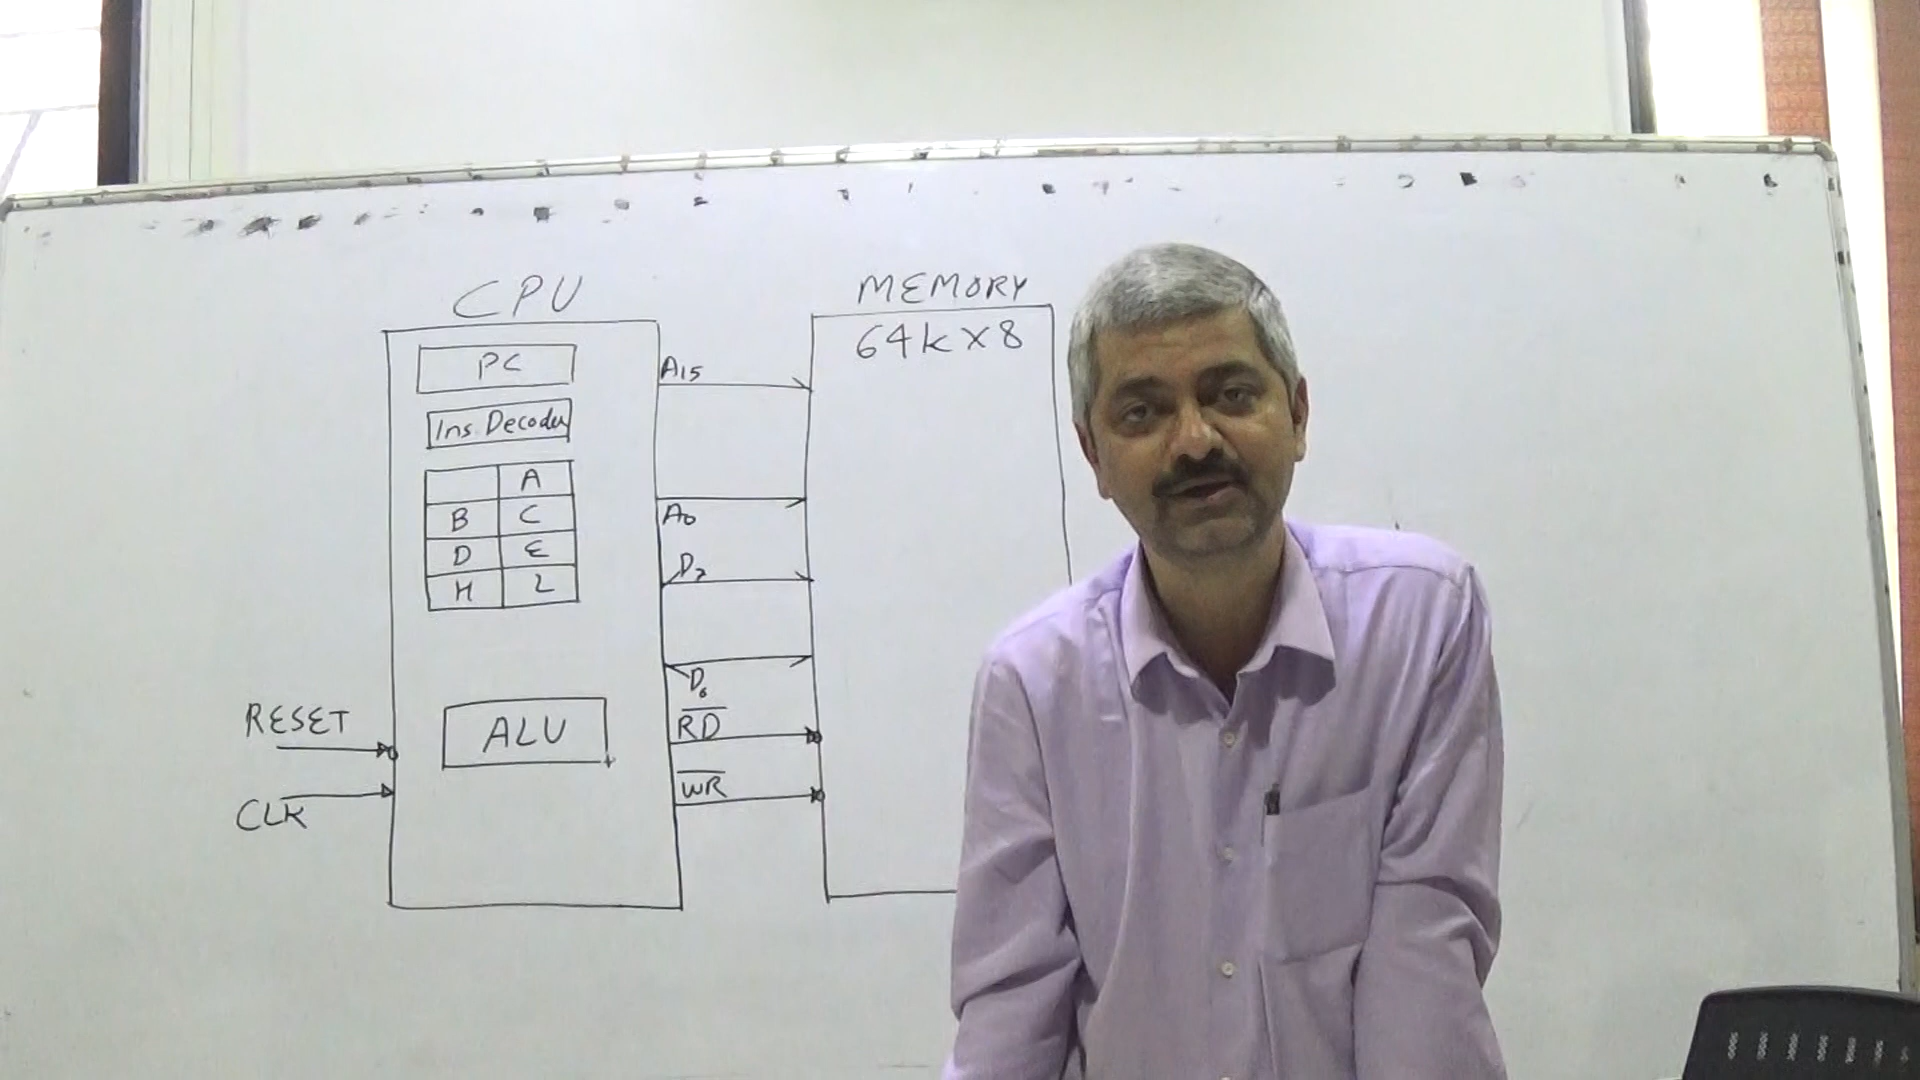 CPU
MEMORY
64K X 8
PC
A15
Ins. Decoder
A
B C
A0
D E
D7
H L
D0
RESET
ALU
RD
WR
CLK